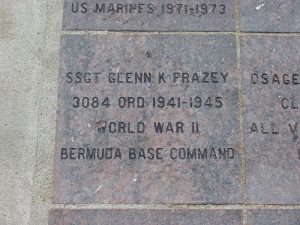 US MARINES 1971-1973
SSGT GLENN K FRAZEY
3084 ORD 1941-1945
WORLD WAR II
BERMUDA BASE COMMAND
OSAGE
CL
ALL V